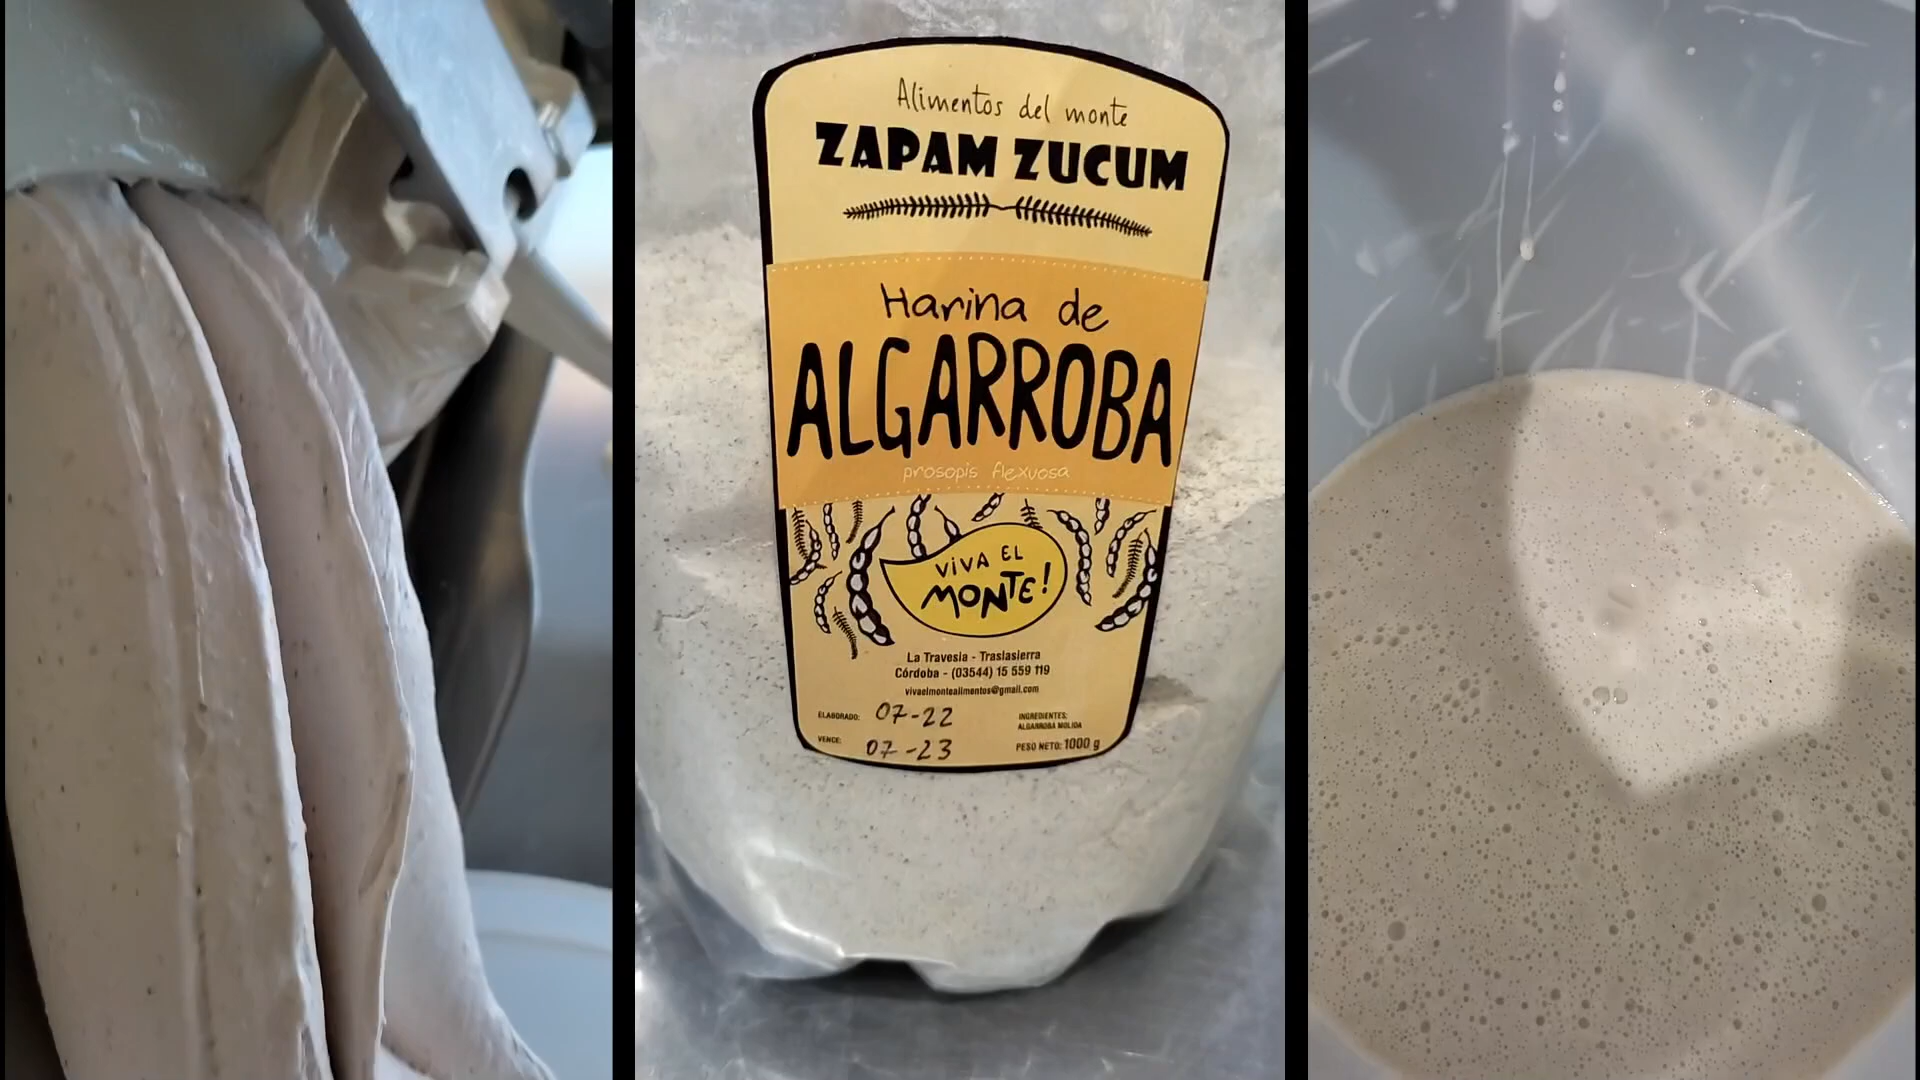 Alimentos del monte
ZAPAM ZUCUM
Harina de
ALGARROBA
prosopis flexuosa
VIVA EL
MONTE!
La Travesia - Traslasierra
Córdoba - (03544) 15 559 119
vivaelmontealimentos@gmail.com
ELABORADO: 07-22
VENCE: 07-23
INGREDIENTES:
ALGARROBA MOLIDA
PESO NETO: 1000 g